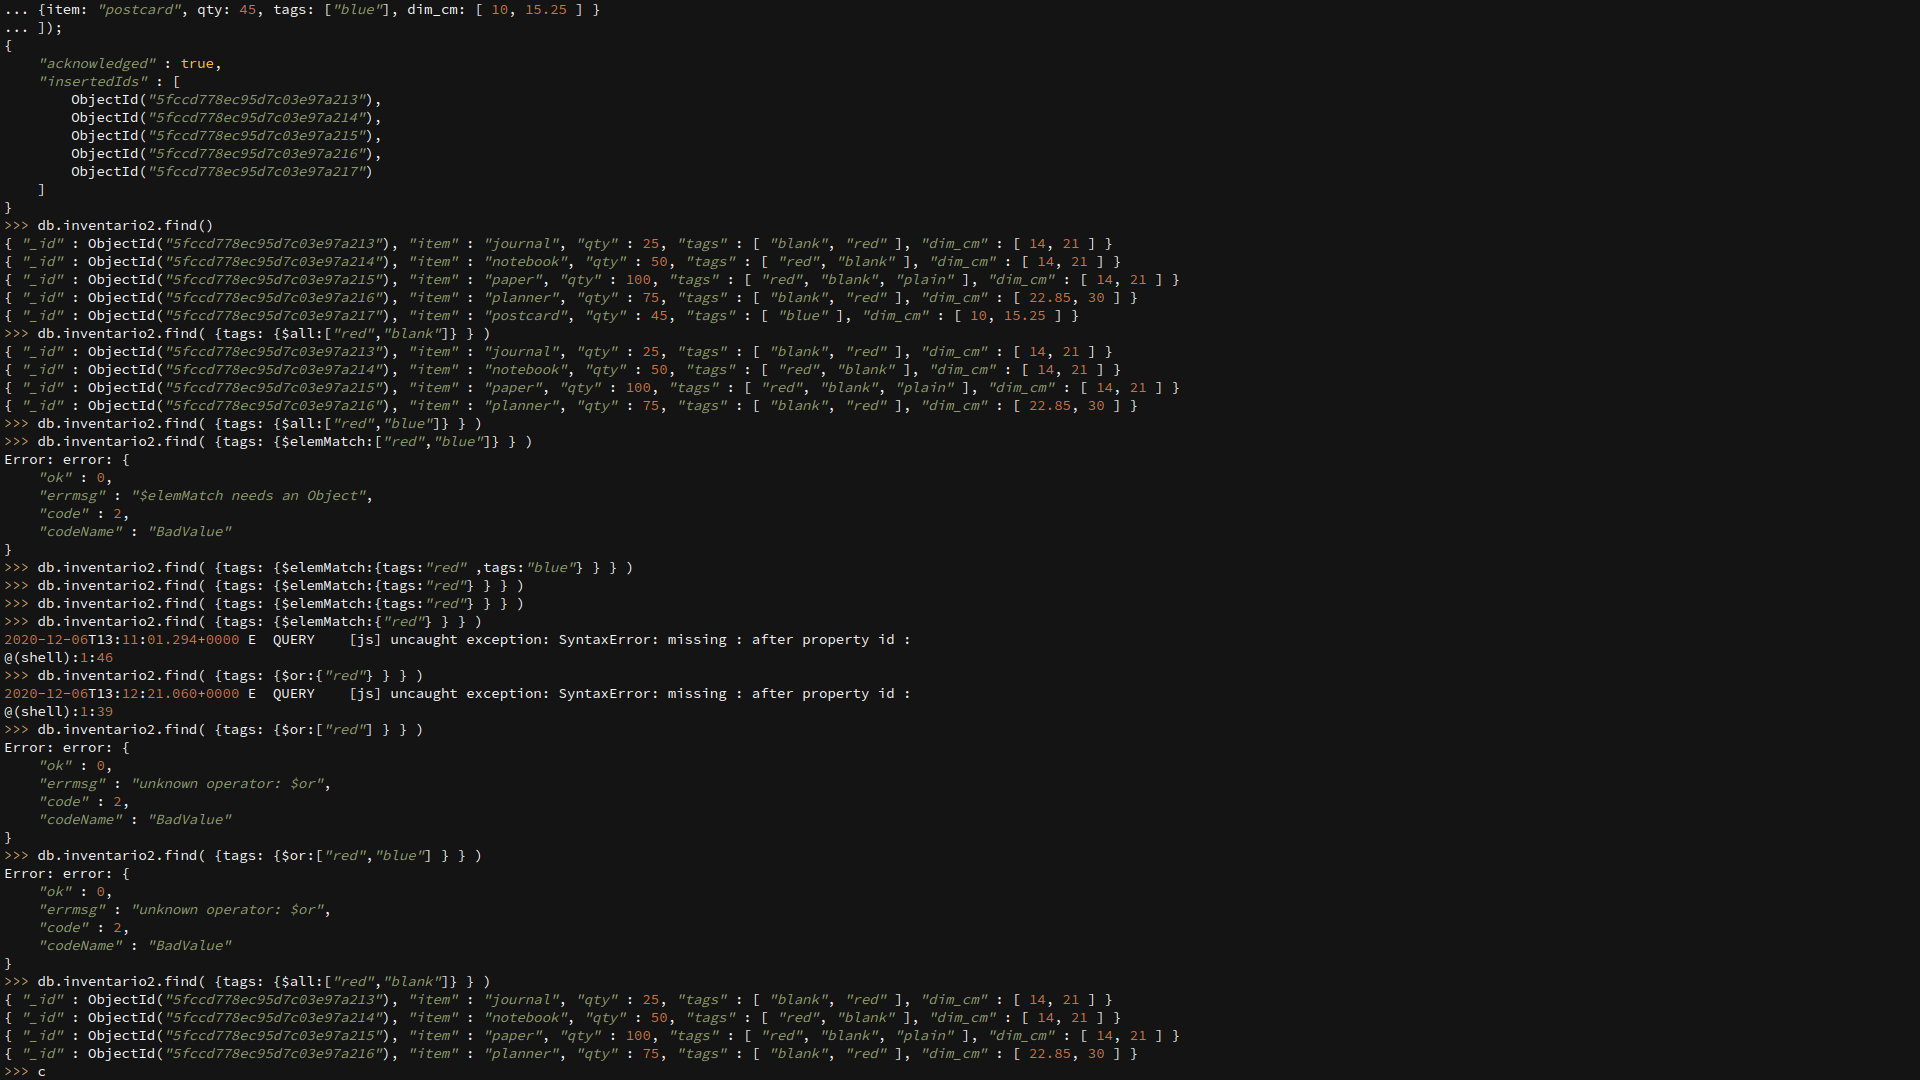 ... {item: "postcard", qty: 45, tags: ["blue"], dim_cm: [ 10, 15.25 ] }
... ]);
{
    "acknowledged" : true,
    "insertedIds" : [
        ObjectId("5fccd778ec95d7c03e97a213"),
        ObjectId("5fccd778ec95d7c03e97a214"),
        ObjectId("5fccd778ec95d7c03e97a215"),
        ObjectId("5fccd778ec95d7c03e97a216"),
        ObjectId("5fccd778ec95d7c03e97a217")
    ]
}
>>> db.inventario2.find()
{ "_id" : ObjectId("5fccd778ec95d7c03e97a213"), "item" : "journal", "qty" : 25, "tags" : [ "blank", "red" ], "dim_cm" : [ 14, 21 ] }
{ "_id" : ObjectId("5fccd778ec95d7c03e97a214"), "item" : "notebook", "qty" : 50, "tags" : [ "red", "blank" ], "dim_cm" : [ 14, 21 ] }
{ "_id" : ObjectId("5fccd778ec95d7c03e97a215"), "item" : "paper", "qty" : 100, "tags" : [ "red", "blank", "plain" ], "dim_cm" : [ 14, 21 ] }
{ "_id" : ObjectId("5fccd778ec95d7c03e97a216"), "item" : "planner", "qty" : 75, "tags" : [ "blank", "red" ], "dim_cm" : [ 22.85, 30 ] }
{ "_id" : ObjectId("5fccd778ec95d7c03e97a217"), "item" : "postcard", "qty" : 45, "tags" : [ "blue" ], "dim_cm" : [ 10, 15.25 ] }
>>> db.inventario2.find( {tags: {$all:["red","blank"]} } )
{ "_id" : ObjectId("5fccd778ec95d7c03e97a213"), "item" : "journal", "qty" : 25, "tags" : [ "blank", "red" ], "dim_cm" : [ 14, 21 ] }
{ "_id" : ObjectId("5fccd778ec95d7c03e97a214"), "item" : "notebook", "qty" : 50, "tags" : [ "red", "blank" ], "dim_cm" : [ 14, 21 ] }
{ "_id" : ObjectId("5fccd778ec95d7c03e97a215"), "item" : "paper", "qty" : 100, "tags" : [ "red", "blank", "plain" ], "dim_cm" : [ 14, 21 ] }
{ "_id" : ObjectId("5fccd778ec95d7c03e97a216"), "item" : "planner", "qty" : 75, "tags" : [ "blank", "red" ], "dim_cm" : [ 22.85, 30 ] }
>>> db.inventario2.find( {tags: {$all:["red","blue"]} } )
>>> db.inventario2.find( {tags: {$elemMatch:["red","blue"]} } )
Error: error: {
    "ok" : 0,
    "errmsg" : "$elemMatch needs an Object",
    "code" : 2,
    "codeName" : "BadValue"
}
>>> db.inventario2.find( {tags: {$elemMatch:{tags:"red" ,tags:"blue"} } } )
>>> db.inventario2.find( {tags: {$elemMatch:{tags:"red"} } } )
>>> db.inventario2.find( {tags: {$elemMatch:{tags:"red"} } } )
>>> db.inventario2.find( {tags: {$elemMatch:{"red"} } } )
2020-12-06T13:11:01.294+0000 E  QUERY    [js] uncaught exception: SyntaxError: missing : after property id :
@(shell):1:46
>>> db.inventario2.find( {tags: {$or:{"red"} } } )
2020-12-06T13:12:21.060+0000 E  QUERY    [js] uncaught exception: SyntaxError: missing : after property id :
@(shell):1:39
>>> db.inventario2.find( {tags: {$or:["red"] } } )
Error: error: {
    "ok" : 0,
    "errmsg" : "unknown operator: $or",
    "code" : 2,
    "codeName" : "BadValue"
}
>>> db.inventario2.find( {tags: {$or:["red","blue"] } } )
Error: error: {
    "ok" : 0,
    "errmsg" : "unknown operator: $or",
    "code" : 2,
    "codeName" : "BadValue"
}
>>> db.inventario2.find( {tags: {$all:["red","blank"]} } )
{ "_id" : ObjectId("5fccd778ec95d7c03e97a213"), "item" : "journal", "qty" : 25, "tags" : [ "blank", "red" ], "dim_cm" : [ 14, 21 ] }
{ "_id" : ObjectId("5fccd778ec95d7c03e97a214"), "item" : "notebook", "qty" : 50, "tags" : [ "red", "blank" ], "dim_cm" : [ 14, 21 ] }
{ "_id" : ObjectId("5fccd778ec95d7c03e97a215"), "item" : "paper", "qty" : 100, "tags" : [ "red", "blank", "plain" ], "dim_cm" : [ 14, 21 ] }
{ "_id" : ObjectId("5fccd778ec95d7c03e97a216"), "item" : "planner", "qty" : 75, "tags" : [ "blank", "red" ], "dim_cm" : [ 22.85, 30 ] }
>>> c